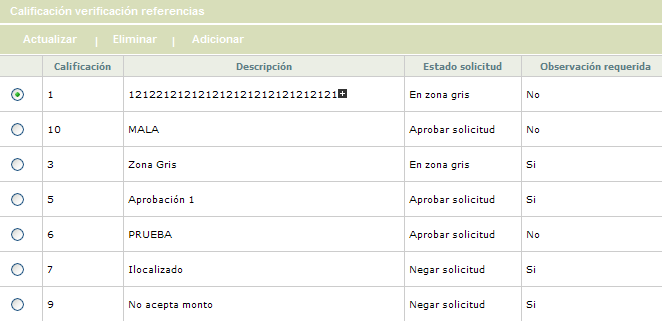 Calificación verificación referencias
Actualizar | Eliminar | Adicionar
Calificación Descripción Estado solicitud Observación requerida
1 1212212121212121212121212121212121 En zona gris No
10 MALA Aprobar solicitud No
3 Zona Gris En zona gris Si
5 Aprobación 1 Aprobar solicitud Si
6 PRUEBA Aprobar solicitud No
7 Ilocalizado Negar solicitud Si
9 No acepta monto Negar solicitud Si